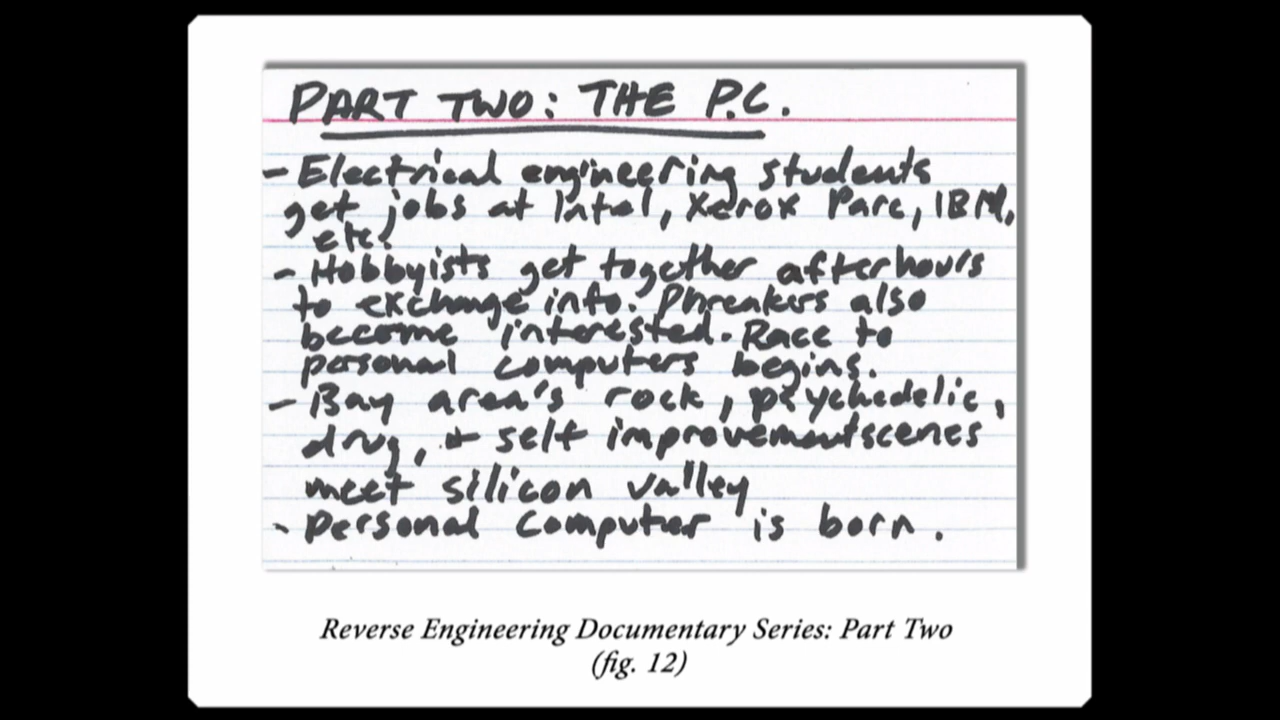 PART TWO: THE P.C.
- Electrical engineering students
get jobs at Intel, Xerox Parc, IBM,
etc.
- Hobbyists get together afterhours
to exchange info. Phreakers also
become interested. Race to
personal computers begins.
- Bay area's rock, psychedelic,
drug, + self improvement scenes
meet silicon valley
- Personal Computer is born.
Reverse Engineering Documentary Series: Part Two
(fig. 12)